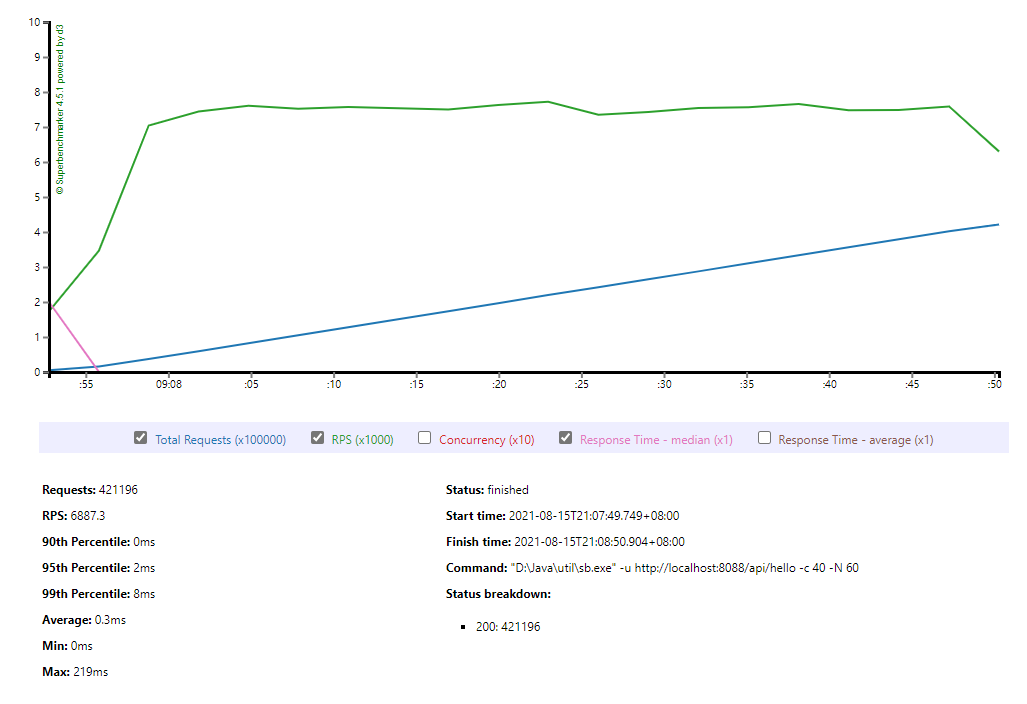 10
9
8
7
6
5
4
3
2
1
0
© Superbenchmarker 4.5.1 powered by d3
:55 09:08 :05 :10 :15 :20 :25 :30 :35 :40 :45 :50
Total Requests (x100000) RPS (x1000) Concurrency (x10) Response Time - median (x1) Response Time - average (x1)
Requests: 421196
RPS: 6887.3
90th Percentile: 0ms
95th Percentile: 2ms
99th Percentile: 8ms
Average: 0.3ms
Min: 0ms
Max: 219ms
Status: finished
Start time: 2021-08-15T21:07:49.749+08:00
Finish time: 2021-08-15T21:08:50.904+08:00
Command: "D:\Java\util\sb.exe" -u http://localhost:8088/api/hello -c 40 -N 60
Status breakdown:
200: 421196